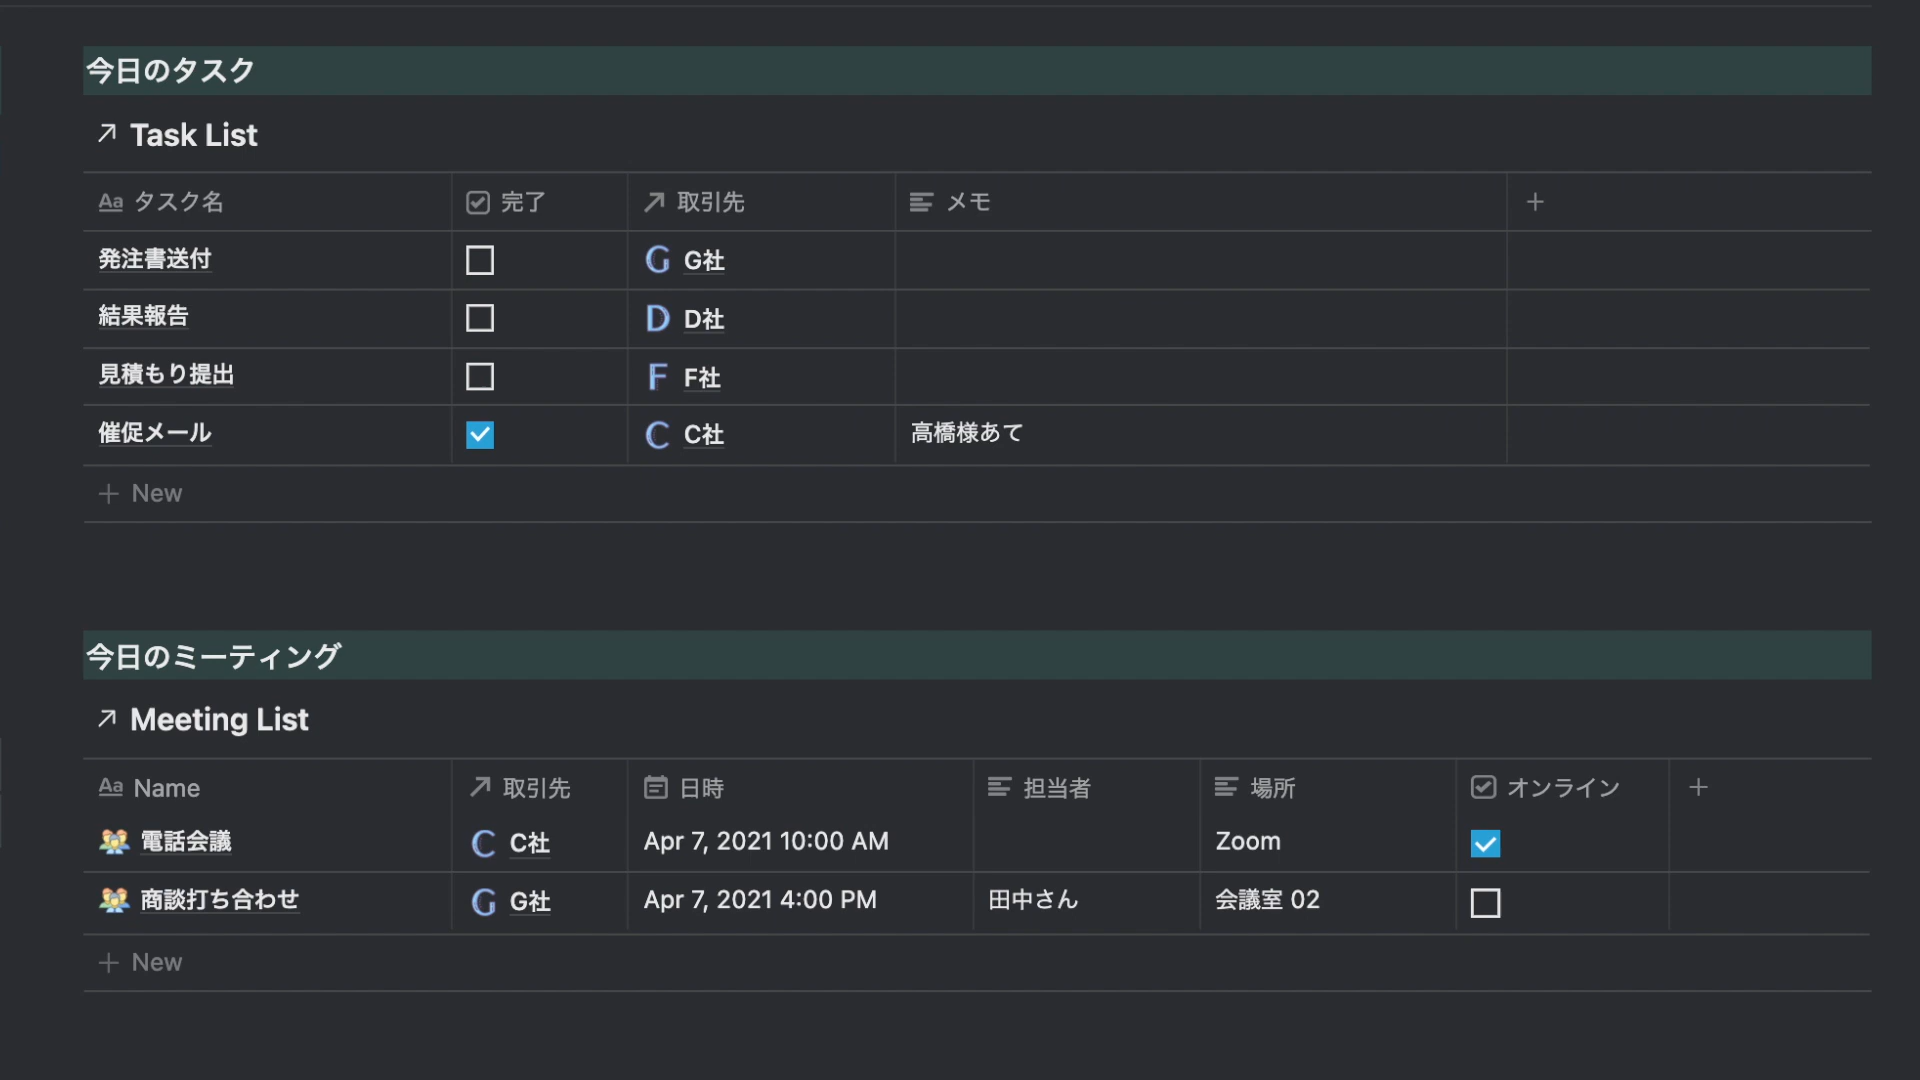 今日のタスク
Task List
Aa タスク名 完了 取引先 メモ
発注書送付 G G社
結果報告 D D社
見積もり提出 F F社
催促メール C C社 高橋様あて
New
今日のミーティング
Meeting List
Aa Name 取引先 日時 担当者 場所 オンライン
電話会議 C C社 Apr 7, 2021 10:00 AM Zoom
商談打ち合わせ G G社 Apr 7, 2021 4:00 PM 田中さん 会議室 02
New